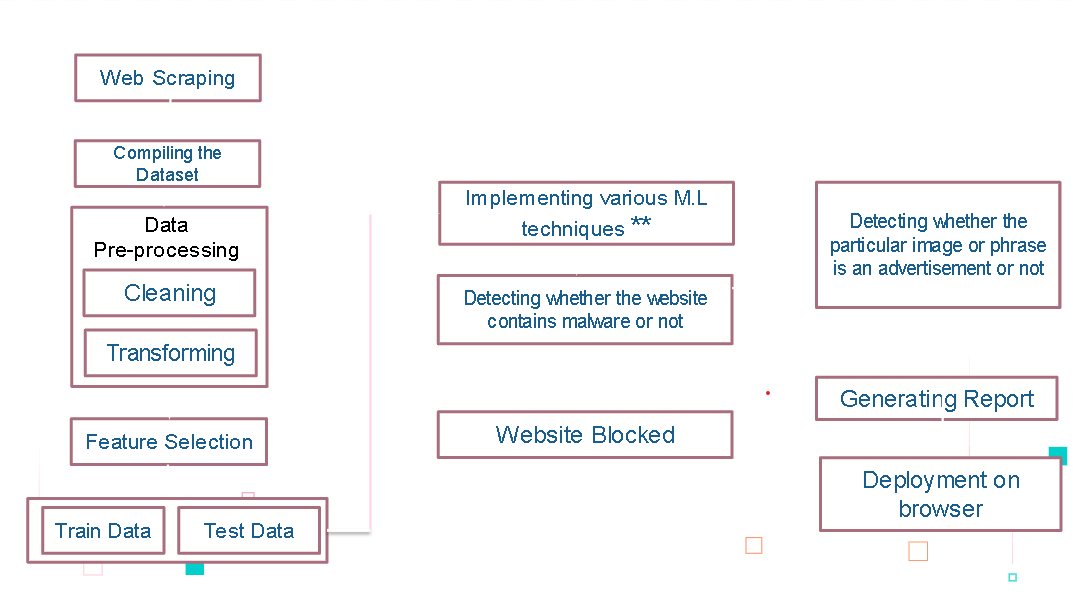 Web Scraping
Compiling the
Dataset
Data
Pre-processing
Cleaning
Transforming
Feature Selection
Train Data
Test Data
Implementing various M.L
techniques **
Detecting whether the website
contains malware or not
Website Blocked
Detecting whether the
particular image or phrase
is an advertisement or not
Generating Report
Deployment on
browser